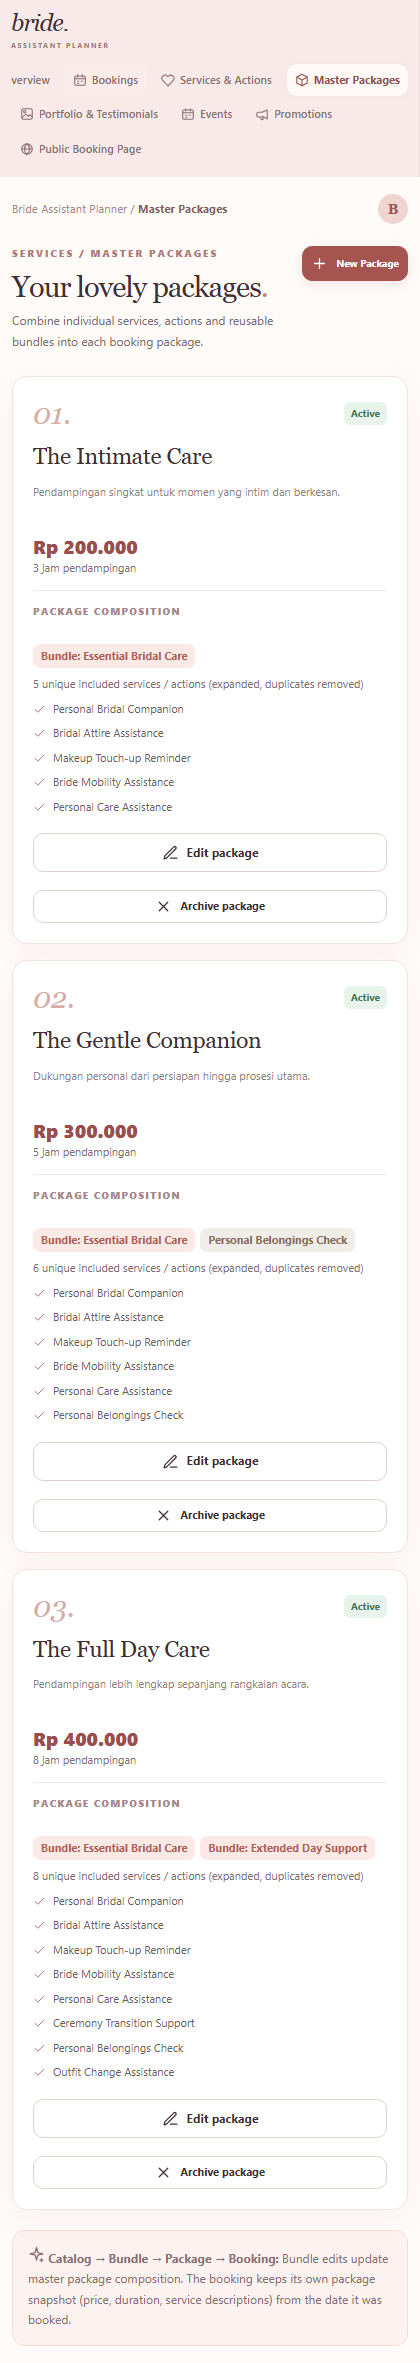 bride.
ASSISTANT PLANNER
verview
Bookings
Services & Actions
Master Packages
Portfolio & Testimonials
Events
Promotions
Public Booking Page
Bride Assistant Planner / Master Packages
B
SERVICES / MASTER PACKAGES
New Package
Your lovely packages.
Combine individual services, actions and reusable
bundles into each booking package.
01.
Active
The Intimate Care
Pendampingan singkat untuk momen yang intim dan berkesan.
Rp 200.000
3 jam pendampingan
PACKAGE COMPOSITION
Bundle: Essential Bridal Care
5 unique included services / actions (expanded, duplicates removed)
Personal Bridal Companion
Bridal Attire Assistance
Makeup Touch-up Reminder
Bride Mobility Assistance
Personal Care Assistance
Edit package
Archive package
02.
Active
The Gentle Companion
Dukungan personal dari persiapan hingga prosesi utama.
Rp 300.000
5 jam pendampingan
PACKAGE COMPOSITION
Bundle: Essential Bridal Care
Personal Belongings Check
6 unique included services / actions (expanded, duplicates removed)
Personal Bridal Companion
Bridal Attire Assistance
Makeup Touch-up Reminder
Bride Mobility Assistance
Personal Care Assistance
Personal Belongings Check
Edit package
Archive package
03.
Active
The Full Day Care
Pendampingan lebih lengkap sepanjang rangkaian acara.
Rp 400.000
8 jam pendampingan
PACKAGE COMPOSITION
Bundle: Essential Bridal Care
Bundle: Extended Day Support
8 unique included services / actions (expanded, duplicates removed)
Personal Bridal Companion
Bridal Attire Assistance
Makeup Touch-up Reminder
Bride Mobility Assistance
Personal Care Assistance
Ceremony Transition Support
Personal Belongings Check
Outfit Change Assistance
Edit package
Archive package
Catalog → Bundle → Package → Booking: Bundle edits update
master package composition. The booking keeps its own package
snapshot (price, duration, service descriptions) from the date it was
booked.